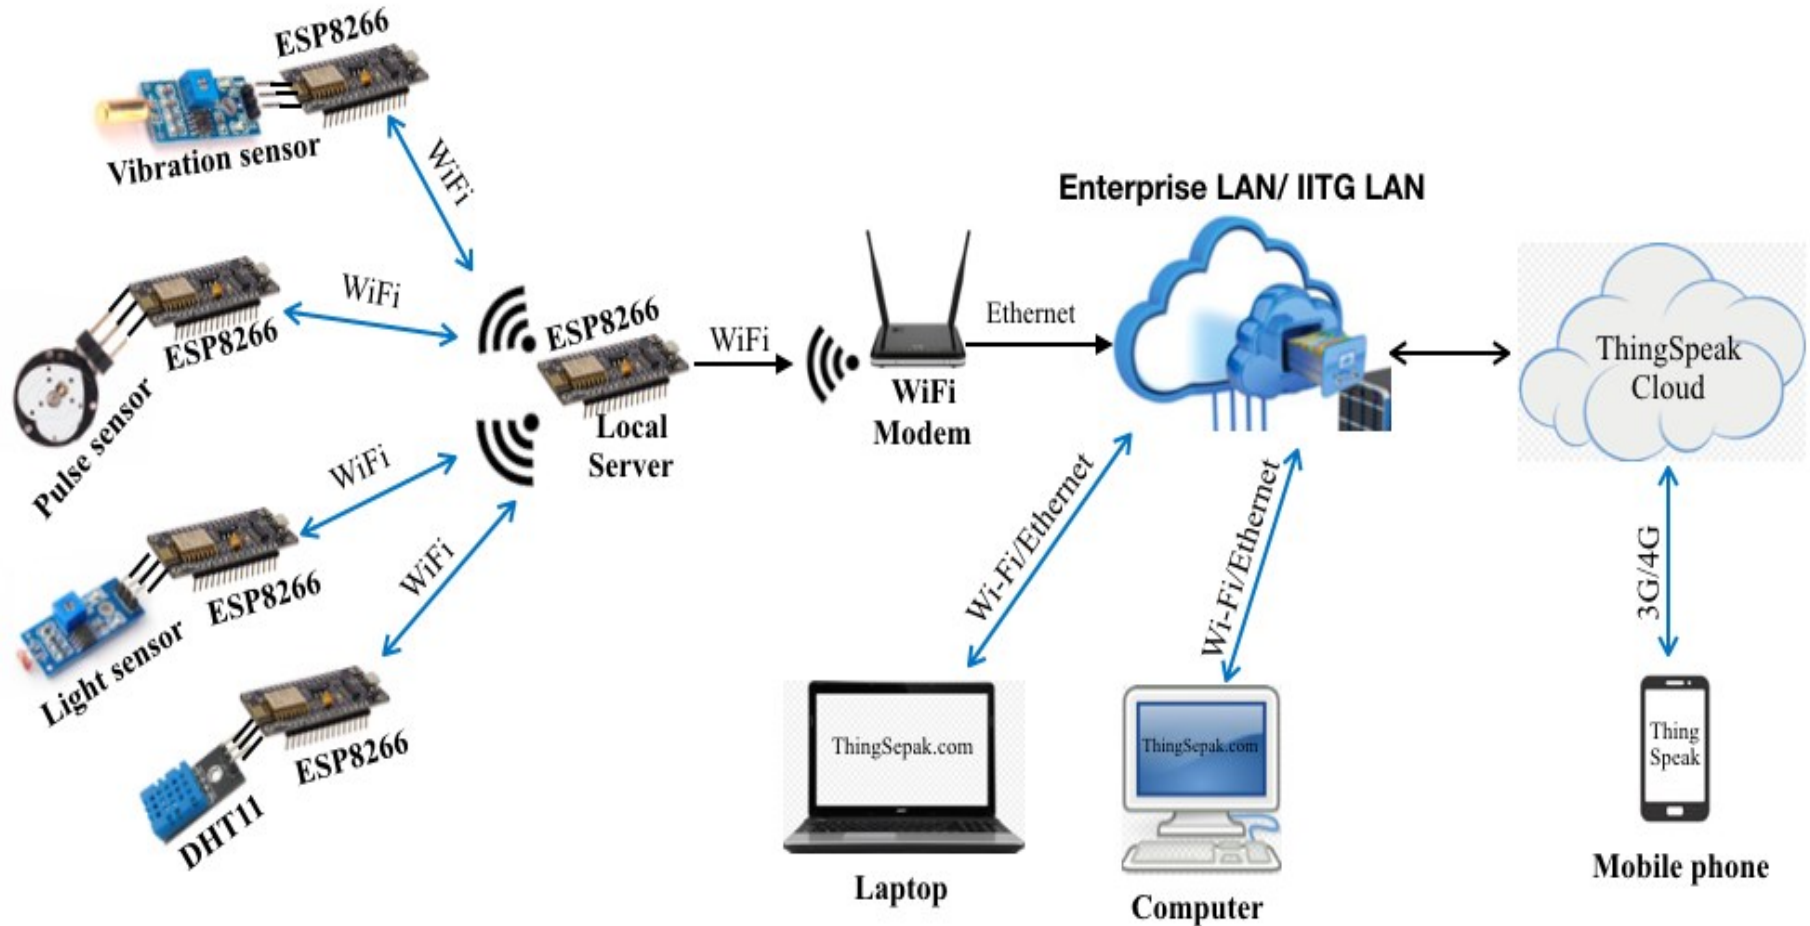 ESP8266
Vibration sensor
WiFi
ESP8266
Pulse sensor
WiFi
ESP8266
Light sensor
WiFi
ESP8266
DHT11
WiFi
ESP8266
Local
Server
WiFi
WiFi
Modem
Ethernet
Enterprise LAN/ IITG LAN
ThingSpeak
Cloud
Wi-Fi/Ethernet
Wi-Fi/Ethernet
3G/4G
ThingSepak.com
Laptop
ThingSepak.com
Computer
Thing
Speak
Mobile phone